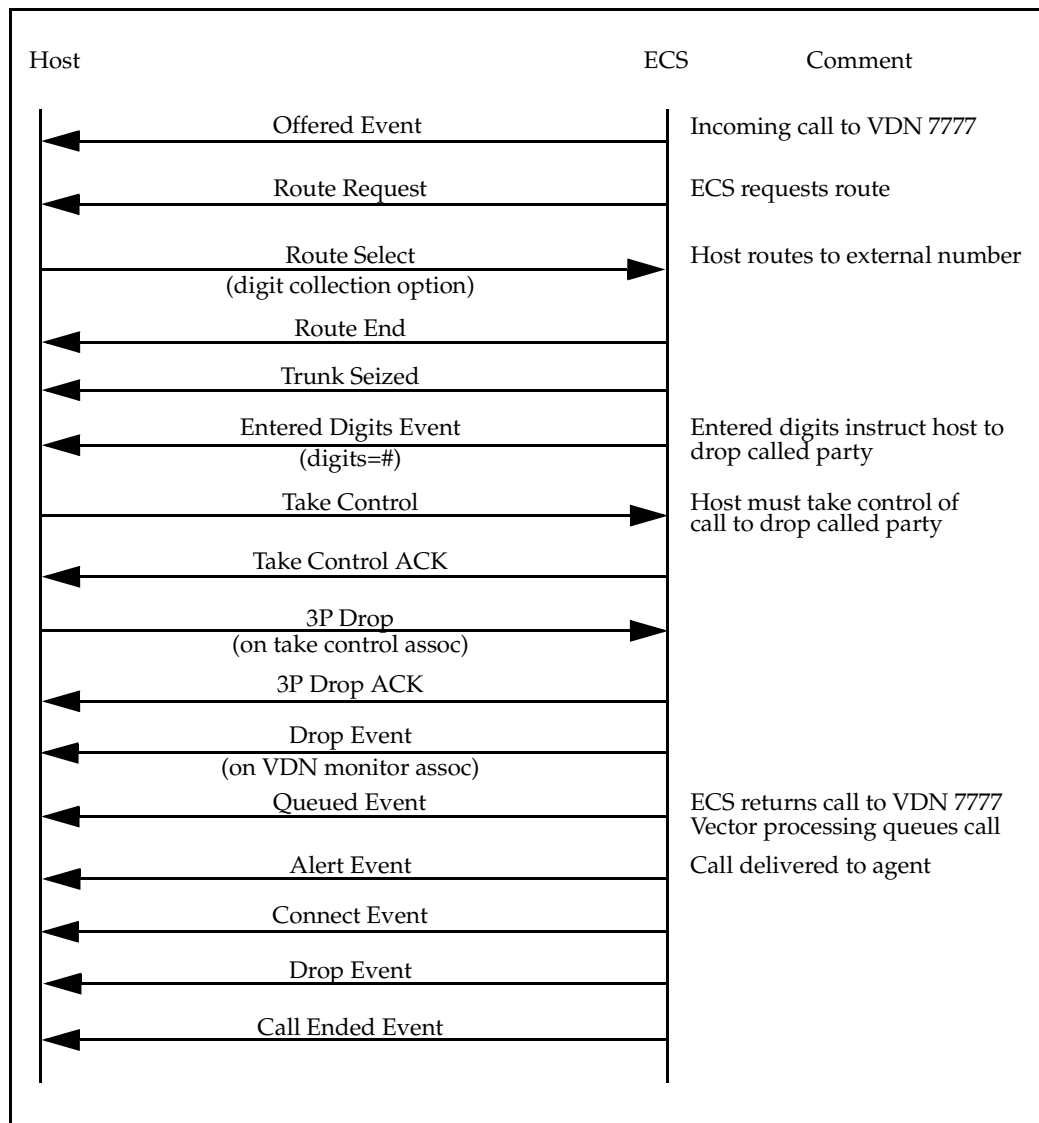 Host ECS Comment
Offered Event Incoming call to VDN 7777
Route Request ECS requests route
Route Select Host routes to external number
(digit collection option)
Route End
Trunk Seized
Entered Digits Event Entered digits instruct host to
(digits=#) drop called party
Take Control Host must take control of
call to drop called party
Take Control ACK
3P Drop
(on take control assoc)
3P Drop ACK
Drop Event
(on VDN monitor assoc)
Queued Event ECS returns call to VDN 7777
Vector processing queues call
Alert Event Call delivered to agent
Connect Event
Drop Event
Call Ended Event